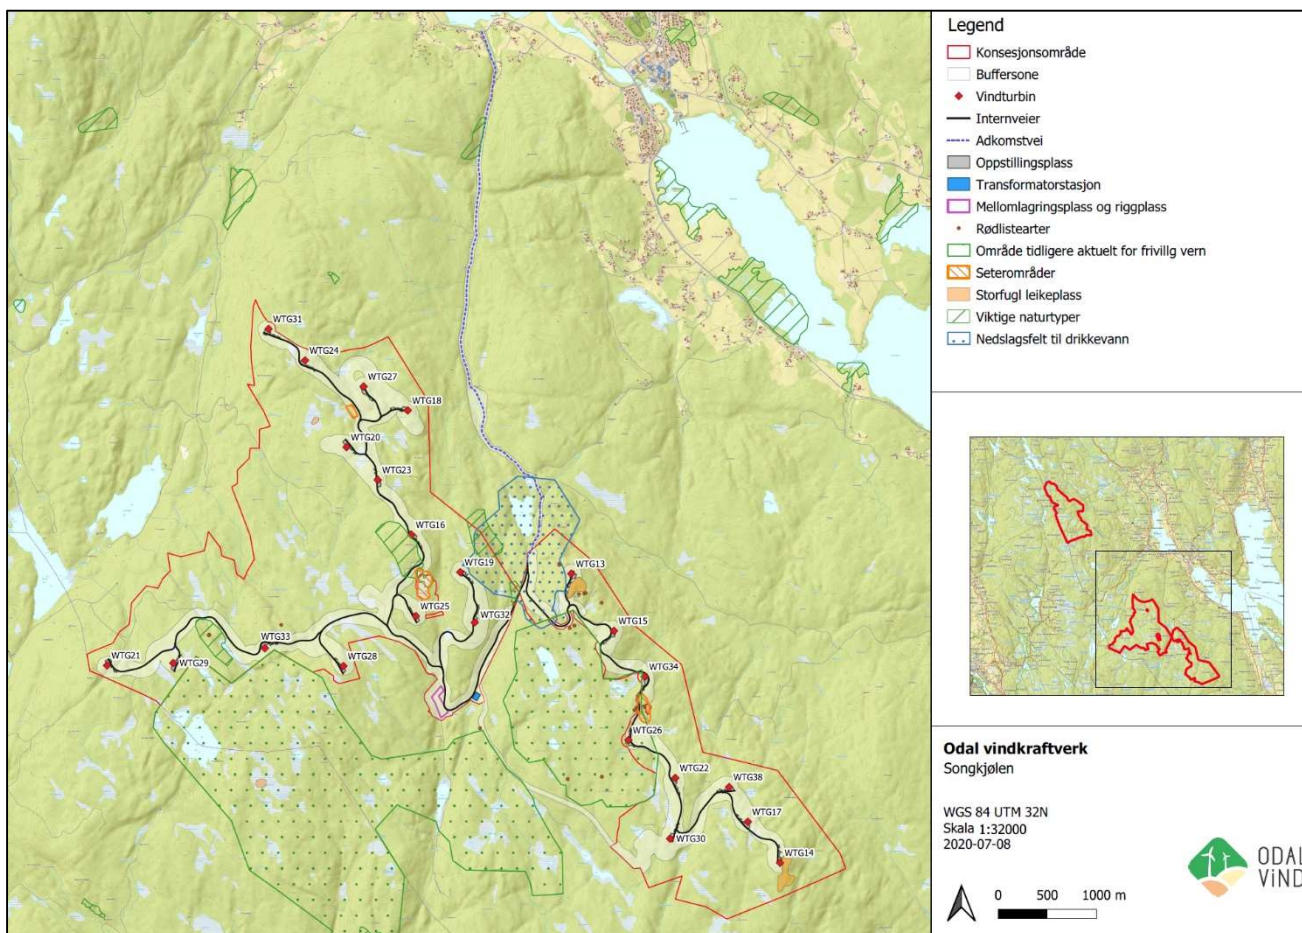 WTG31
WTG24
WTG27
WTG18
WTG20
WTG23
WTG16
WTG19
WTG13
WTG25
WTG32
WTG15
WTG33
WTG21
WTG29
WTG28
WTG34
WTG26
WTG22
WTG38
WTG17
WTG30
WTG14
Legend
Konsesjonsområde
Buffersone
Vindturbin
Internveier
Adkomstvei
Oppstillingsplass
Transformatorstasjon
Mellomlagringsplass og riggplass
Rødlistearter
Område tidligere aktuelt for frivillg vern
Seterområder
Storfugl leikeplass
Viktige naturtyper
Nedslagsfelt til drikkevann
Odal vindkraftverk
Songkjølen
WGS 84 UTM 32N
Skala 1:32000
2020-07-08
0 500 1000 m
ODAL
VIND